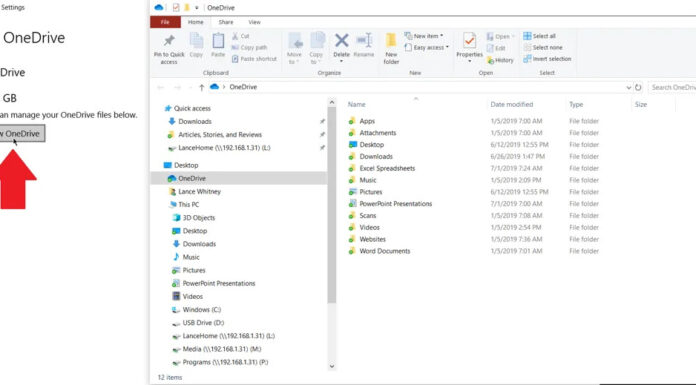 Settings
OneDrive
Drive
GB
an manage your OneDrive files below.
w OneDrive
OneDrive
File
Home
Share
View
Pin to Quick access
Copy
Paste
Cut
Copy path
Paste shortcut
Clipboard
Move to
Copy to
Delete
Rename
Organize
New folder
New item
Easy access
New
Properties
Open
Edit
History
Open
Select all
Select none
Invert selection
Select
OneDrive
Search OneDriv
Quick access
Downloads
Articles, Stories, and Reviews
LanceHome (\\192.168.1.31) (L:)
Desktop
OneDrive
Lance Whitney
This PC
3D Objects
Desktop
Downloads
Music
Pictures
PowerPoint Presentations
Videos
Windows (C:)
USB Drive (D:)
LanceHome (\\192.168.1.31) (L:)
Media (\\192.168.1.31) (M:)
Programs (\\192.168.1.31) (P:)
Name Date modified Type Size
Apps 1/5/2019 7:00 AM File folder
Attachments 1/5/2019 7:00 AM File folder
Desktop 6/12/2019 12:55 PM File folder
Downloads 6/26/2019 1:47 PM File folder
Excel Spreadsheets 7/1/2019 7:24 AM File folder
Music 1/5/2019 2:09 PM File folder
Pictures 6/12/2019 12:55 PM File folder
PowerPoint Presentations 7/1/2019 7:00 AM File folder
Scans 1/5/2019 7:08 AM File folder
Videos 1/5/2019 2:54 PM File folder
Websites 1/5/2019 7:36 AM File folder
Word Documents 1/5/2019 7:01 AM File folder
12 items